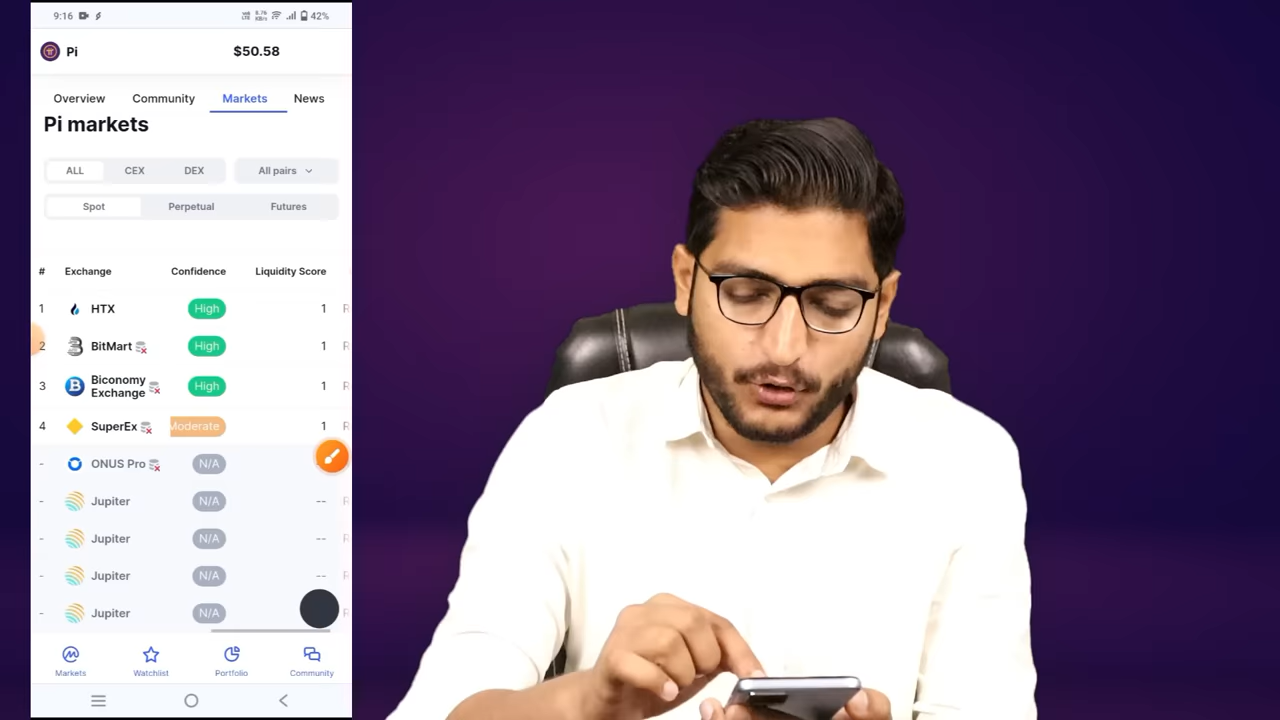 9:16 42%
Pi $50.58
Overview Community Markets News
Pi markets
ALL CEX DEX All pairs
Spot Perpetual Futures
# Exchange Confidence Liquidity Score
1 HTX High 1
2 BitMart High 1
3 Biconomy Exchange High 1
4 SuperEx Moderate 1
- ONUS Pro N/A
- Jupiter N/A --
- Jupiter N/A --
- Jupiter N/A --
- Jupiter N/A
Markets Watchlist Portfolio Community